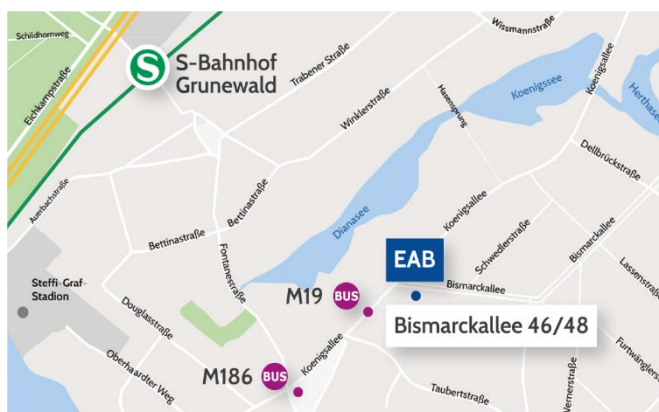 Schildhornweg
Eichkampstraße
S
S-Bahnhof
Grunewald
Trabener Straße
Wissmannstraße
Koenigsallee
Koenigssee
Herthasee
Hasensprung
Winklerstraße
Dellbrückstraße
Auerbachstraße
Bettinastraße
Bettinastraße
Dianasee
Koenigsallee
Schwedlerstraße
Bismarckallee
Lassenstraße
Fontanestraße
EAB
Bismarckallee
Steffi-Graf-
Stadion
Douglasstraße
M19 BUS
Bismarckallee 46/48
Furtwänglerstr
Oberhaardter Weg
M186 BUS
Koenigsallee
Taubertstraße
Wernerstraße